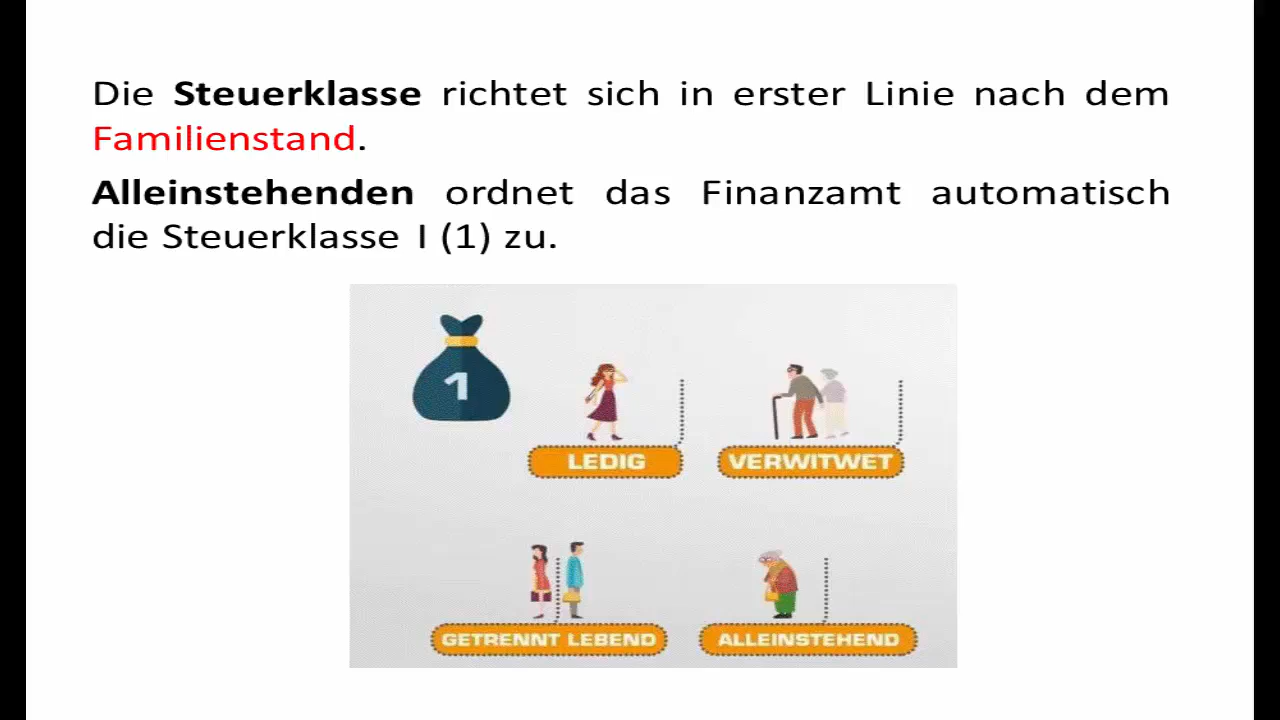 Die Steuerklasse richtet sich in erster Linie nach dem
Familienstand.
Alleinstehenden ordnet das Finanzamt automatisch
die Steuerklasse I (1) zu.
1
LEDIG
VERWITWET
GETRENNT LEBEND
ALLEINSTEHEND